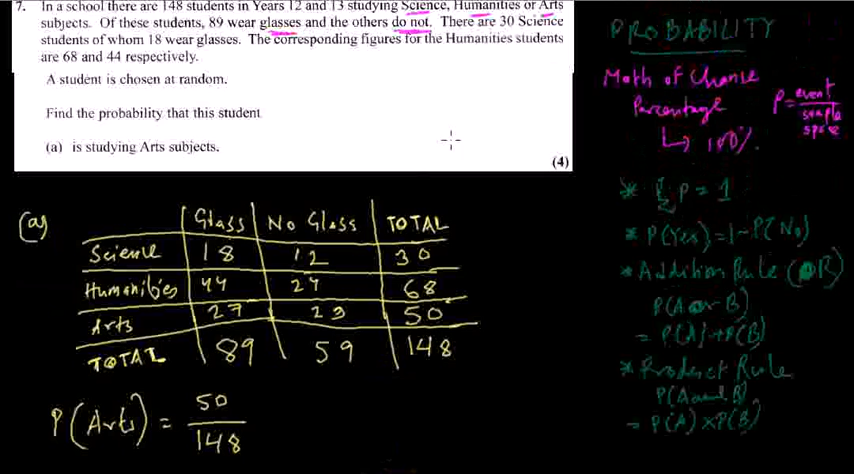 7. In a school there are 148 students in Years 12 and 13 studying Science, Humanities or Arts
subjects. Of these students, 89 wear glasses and the others do not. There are 30 Science
students of whom 18 wear glasses. The corresponding figures for the Humanities students
are 68 and 44 respectively.
A student is chosen at random.
Find the probability that this student
(a) is studying Arts subjects.
(4)
(a)
Glass No Glass TOTAL
Science 18 12 30
Humanities 44 24 68
Arts 27 23 50
TOTAL 89 59 148
P(Arts) = 50
148
PROBABILITY
Math of Chance
Percentage
↳ 100%.
P = event
sample
space
* Σ P = 1
* P(Yes) = 1 - P(No)
* Addition Rule (OR)
P(A or B)
= P(A) + P(B)
* Product Rule
P(A and B)
= P(A) × P(B)